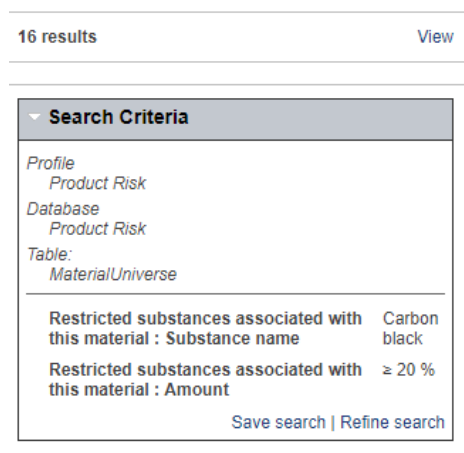 16 results View
Search Criteria
Profile
Product Risk
Database
Product Risk
Table:
MaterialUniverse
Restricted substances associated with Carbon
this material : Substance name black
Restricted substances associated with ≥ 20 %
this material : Amount
Save search | Refine search